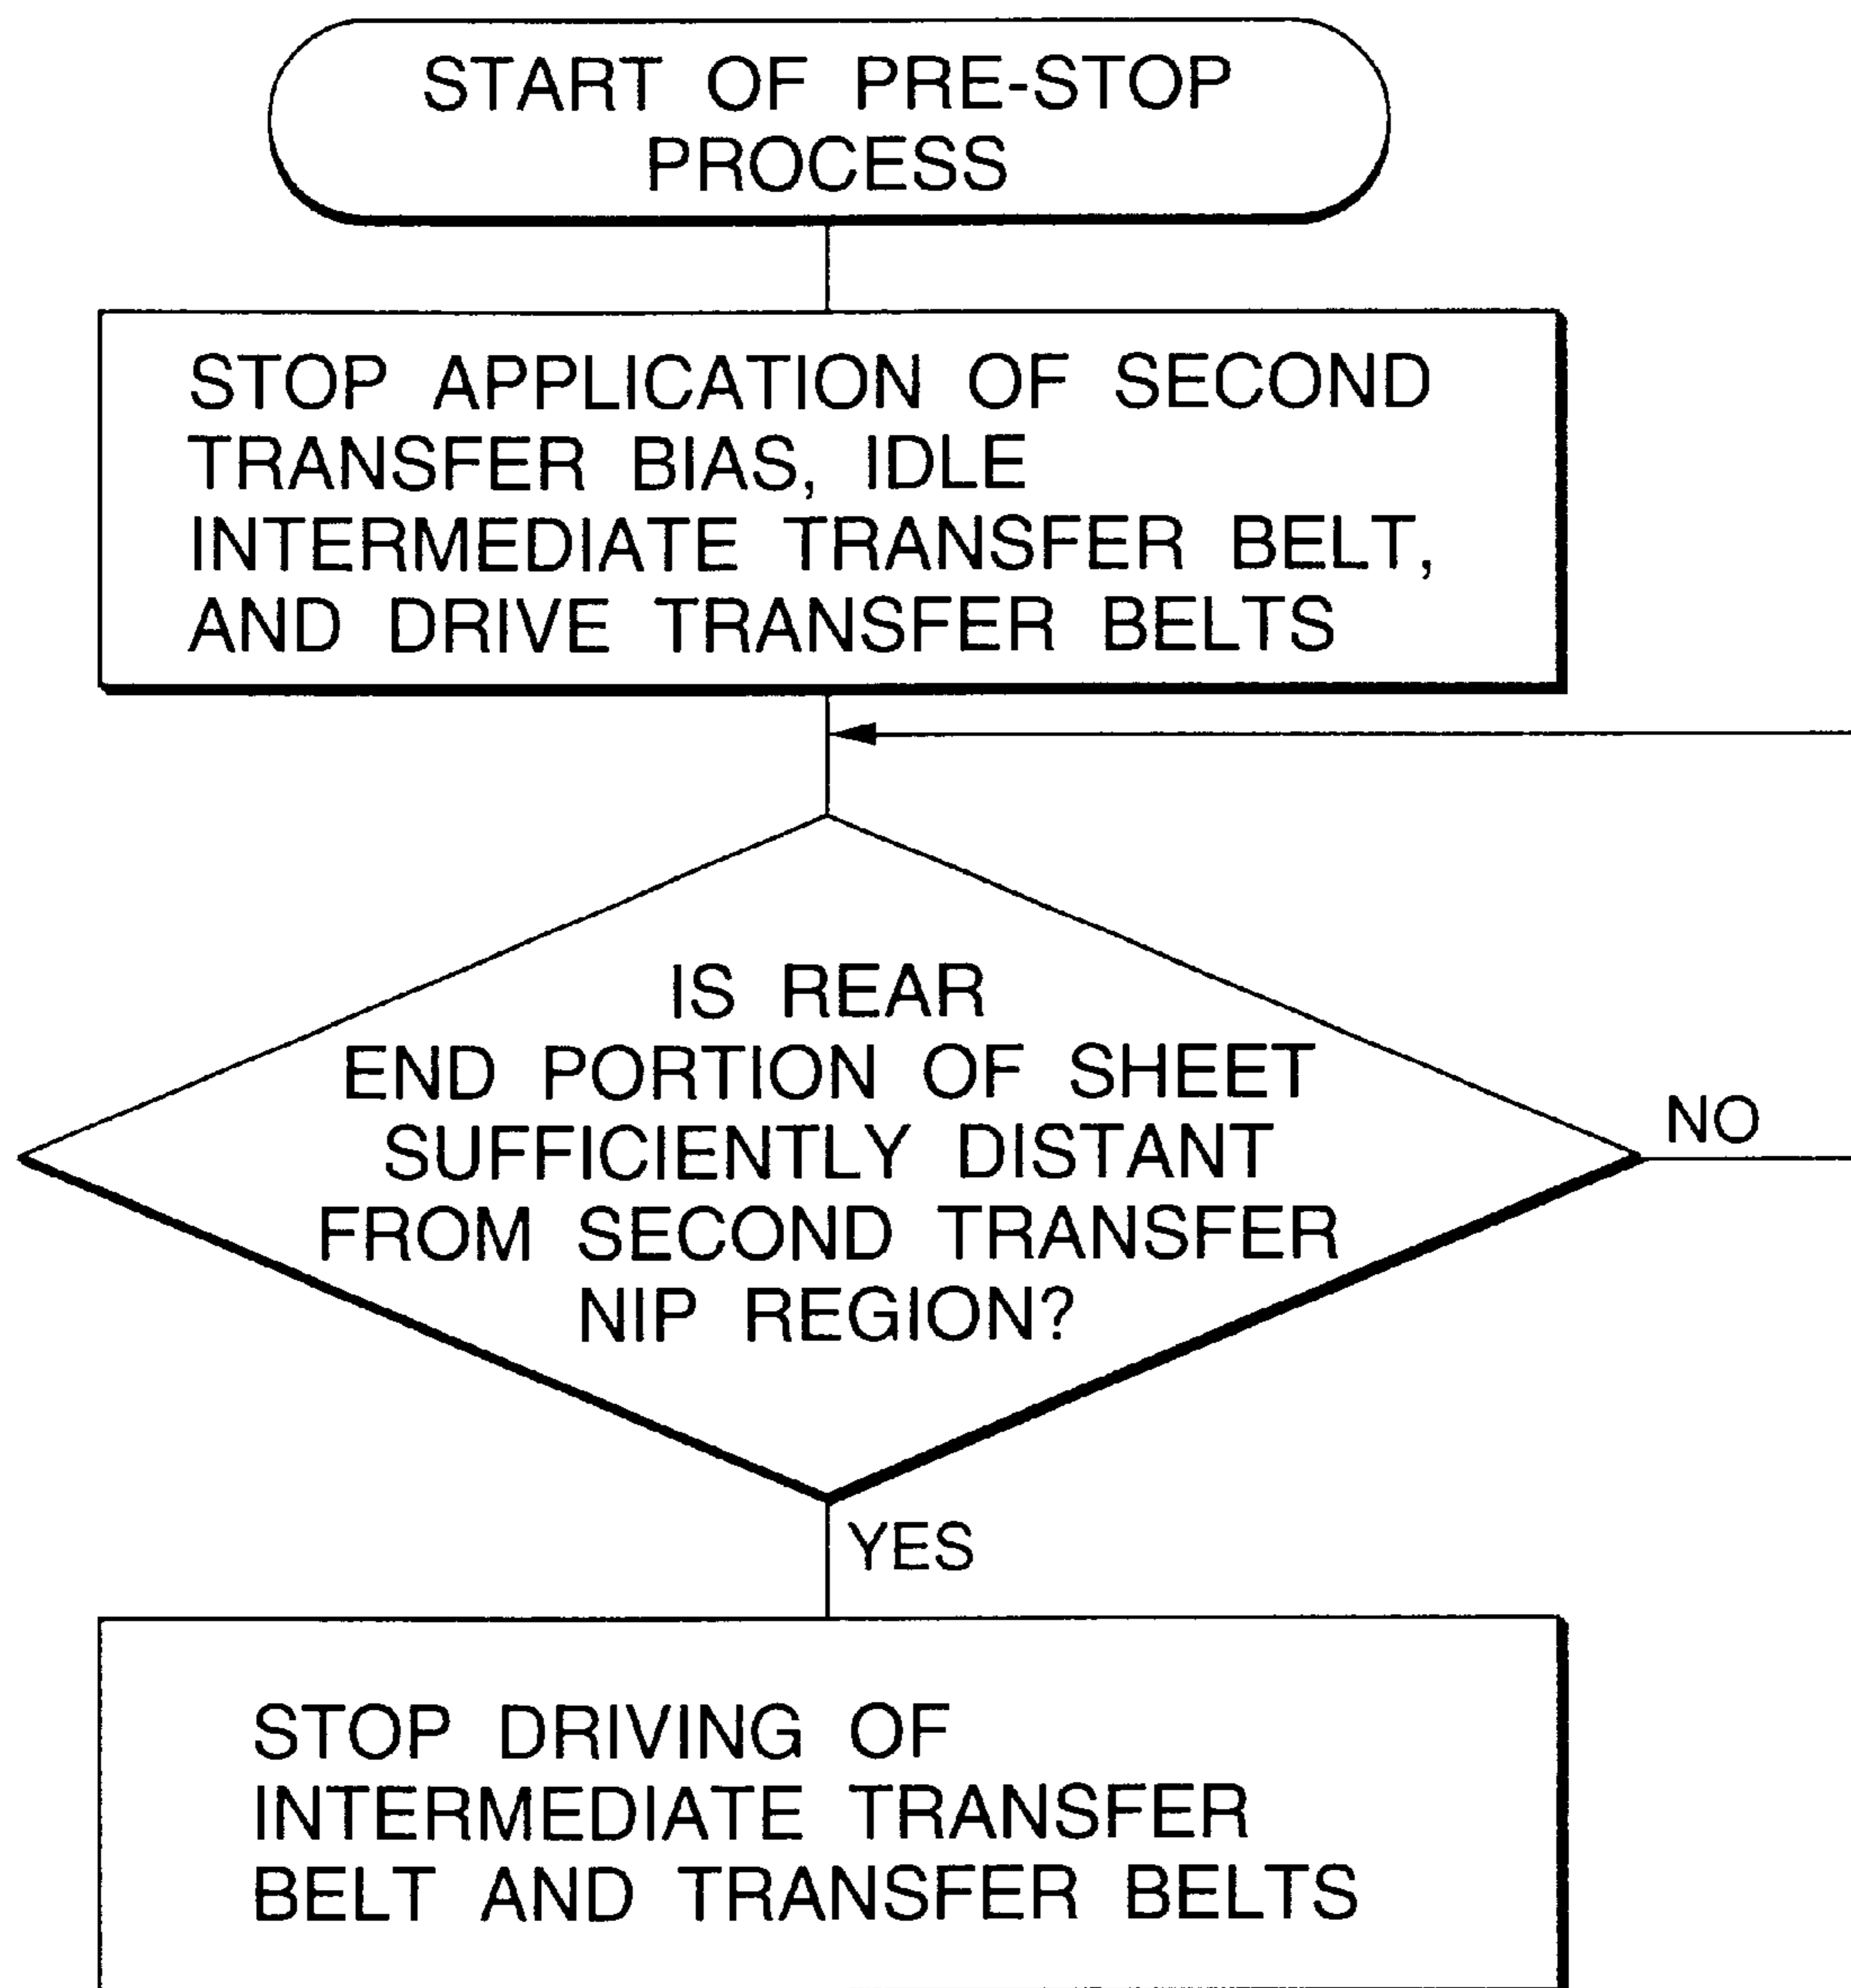 START OF PRE-STOP
PROCESS
STOP APPLICATION OF SECOND
TRANSFER BIAS, IDLE
INTERMEDIATE TRANSFER BELT,
AND DRIVE TRANSFER BELTS
IS REAR
END PORTION OF SHEET
SUFFICIENTLY DISTANT
FROM SECOND TRANSFER
NIP REGION?
NO
YES
STOP DRIVING OF
INTERMEDIATE TRANSFER
BELT AND TRANSFER BELTS